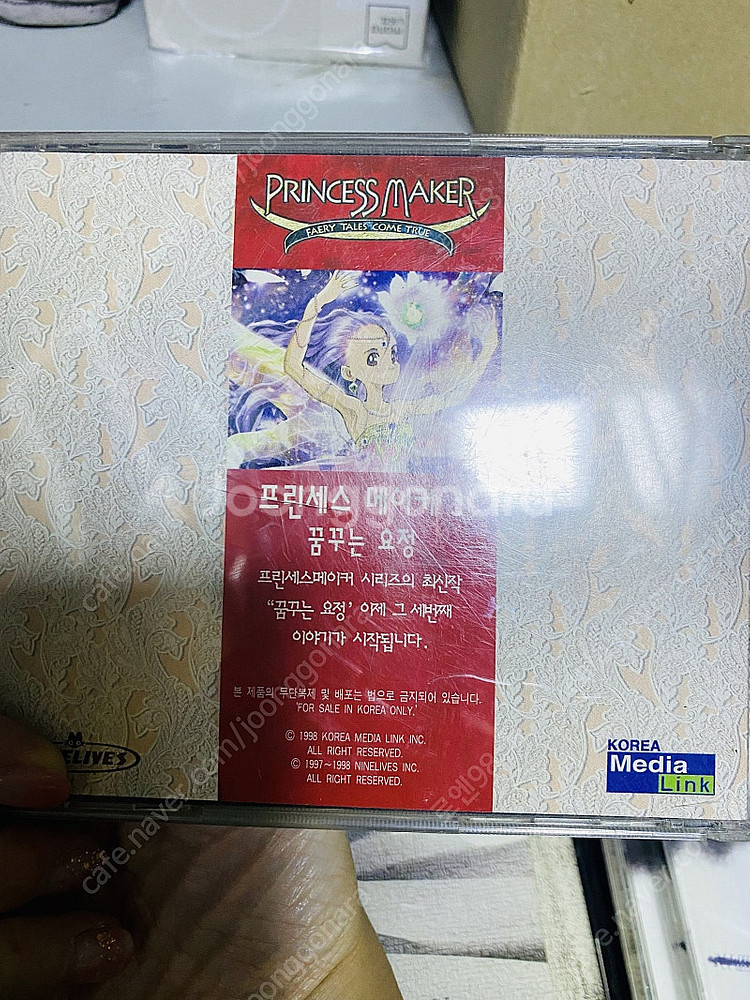 PRINCESS MAKER
FAERY TALES COME TRUE
joonggonara
프린세스 메이
꿈꾸는 요정
프린세스메이커 시리즈의 최신작
“꿈꾸는 요정’ 이제 그 세번째
이야기가 시작됩니다.
본 제품의 무단복제 및 배포는 법으로 금지되어 있습니다.
'FOR SALE IN KOREA ONLY.'
© 1998 KOREA MEDIA LINK INC.
ALL RIGHT RESERVED.
© 1997~1998 NINELIVES INC.
ALL RIGHT RESERVED.
KOREA
Media
Link
cafe.naver.com/joonggonara